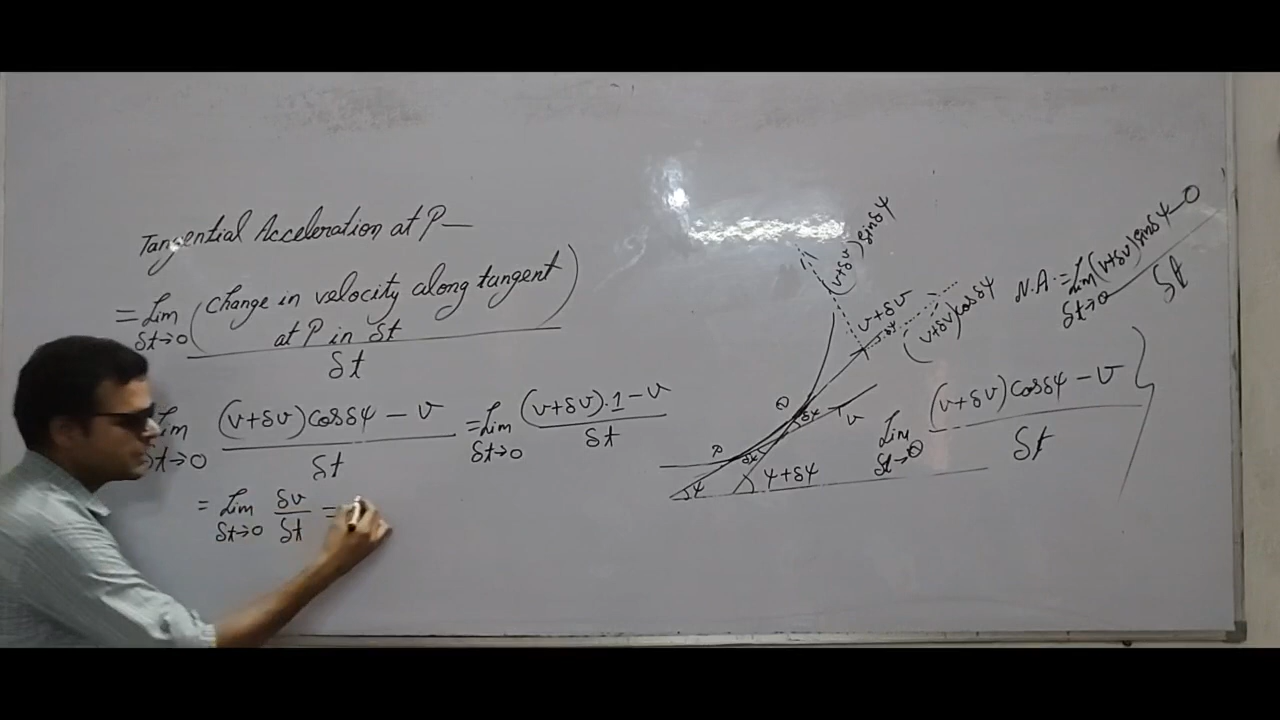 Tangential Acceleration at P —
= Lim δt→0 (change in velocity along tangent
at P in δt)
δt
Lim t→0 (v+δv)cosδψ - v / δt = Lim δt→0 (v+δv).1 - v / δt
= Lim δt→0 δv / δt =
(v+δv) sinδψ
v+δv
δψ
(v+δv)cosδψ
N.A. = Lim δt→0 (v+δv)sinδψ - 0 / δt
Q
δψ
v
P
δψ
ψ
ψ+δψ
Lim δt→0 (v+δv)cosδψ - v / δt }